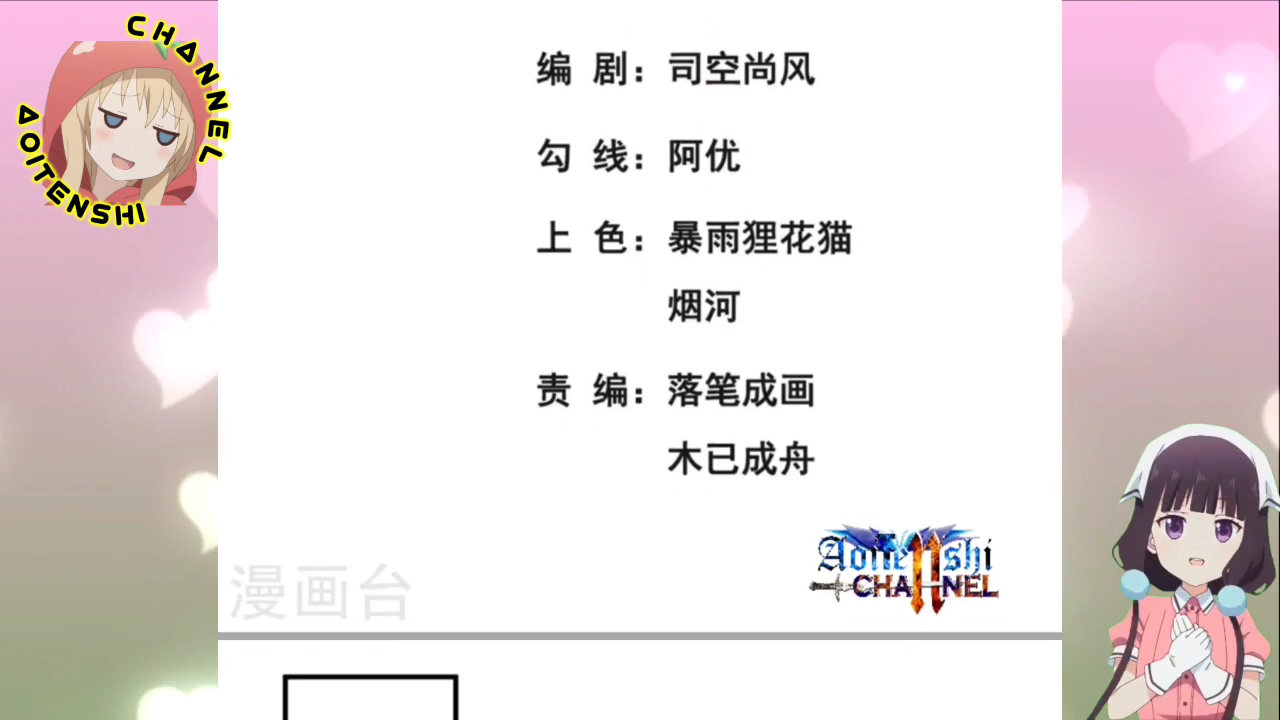 CHANNEL
AOITENSHI
编 剧：司空尚风
勾 线：阿优
上 色：暴雨狸花猫
烟河
责 编：落笔成画
木已成舟
漫画台
Aoitenshi
CHANNEL